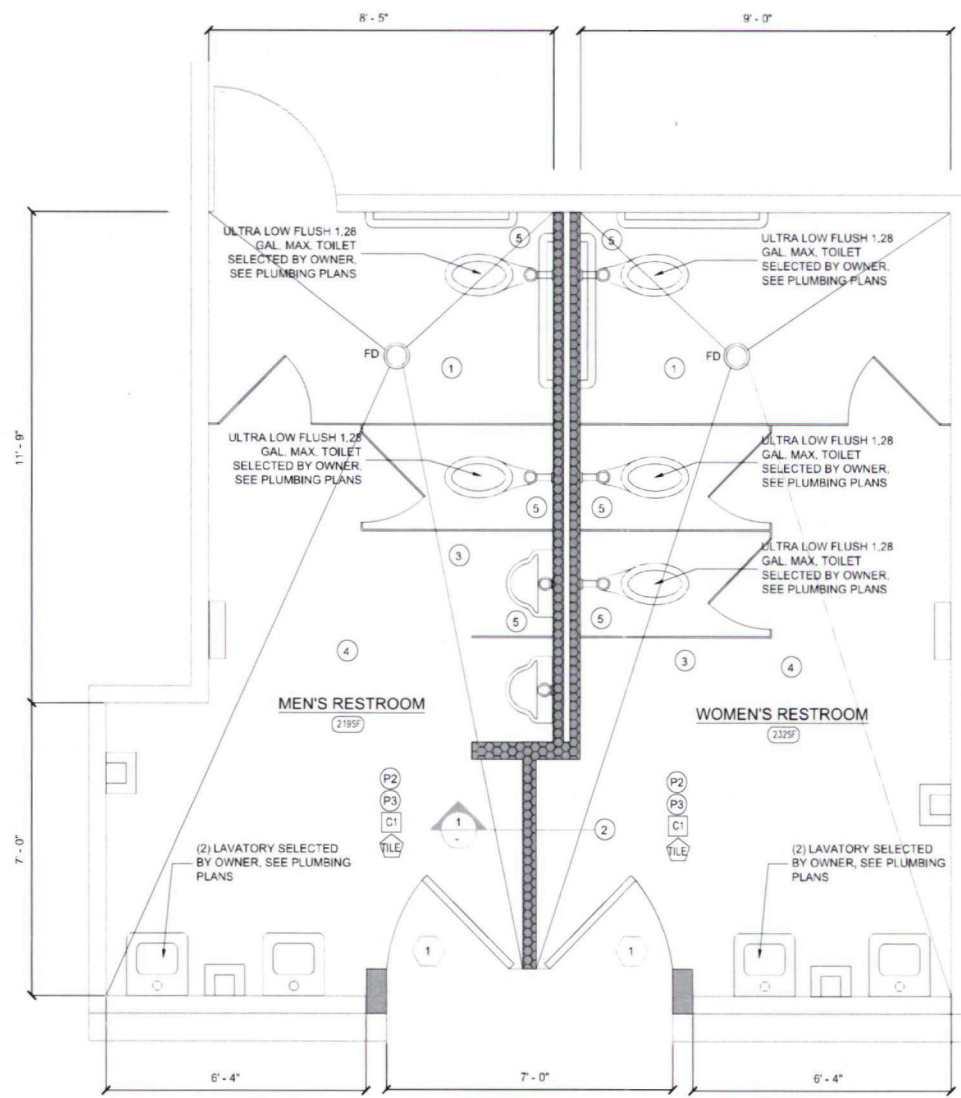 8' - 5"
9' - 0"
ULTRA LOW FLUSH 1.28
GAL. MAX. TOILET
SELECTED BY OWNER,
SEE PLUMBING PLANS
5
5
ULTRA LOW FLUSH 1.28
GAL. MAX. TOILET
SELECTED BY OWNER,
SEE PLUMBING PLANS
FD
1
1
FD
11' - 9"
ULTRA LOW FLUSH 1.28
GAL. MAX. TOILET
SELECTED BY OWNER,
SEE PLUMBING PLANS
5
5
ULTRA LOW FLUSH 1.28
GAL. MAX. TOILET
SELECTED BY OWNER,
SEE PLUMBING PLANS
3
ULTRA LOW FLUSH 1.28
GAL. MAX. TOILET
SELECTED BY OWNER,
SEE PLUMBING PLANS
5
5
4
3
4
MEN'S RESTROOM
219SF
WOMEN'S RESTROOM
232SF
P2
P3
C1
TILE
1
-
2
P2
P3
C1
TILE
7' - 0"
(2) LAVATORY SELECTED
BY OWNER, SEE PLUMBING
PLANS
(2) LAVATORY SELECTED
BY OWNER, SEE PLUMBING
PLANS
1
1
6' - 4"
7' - 0"
6' - 4"